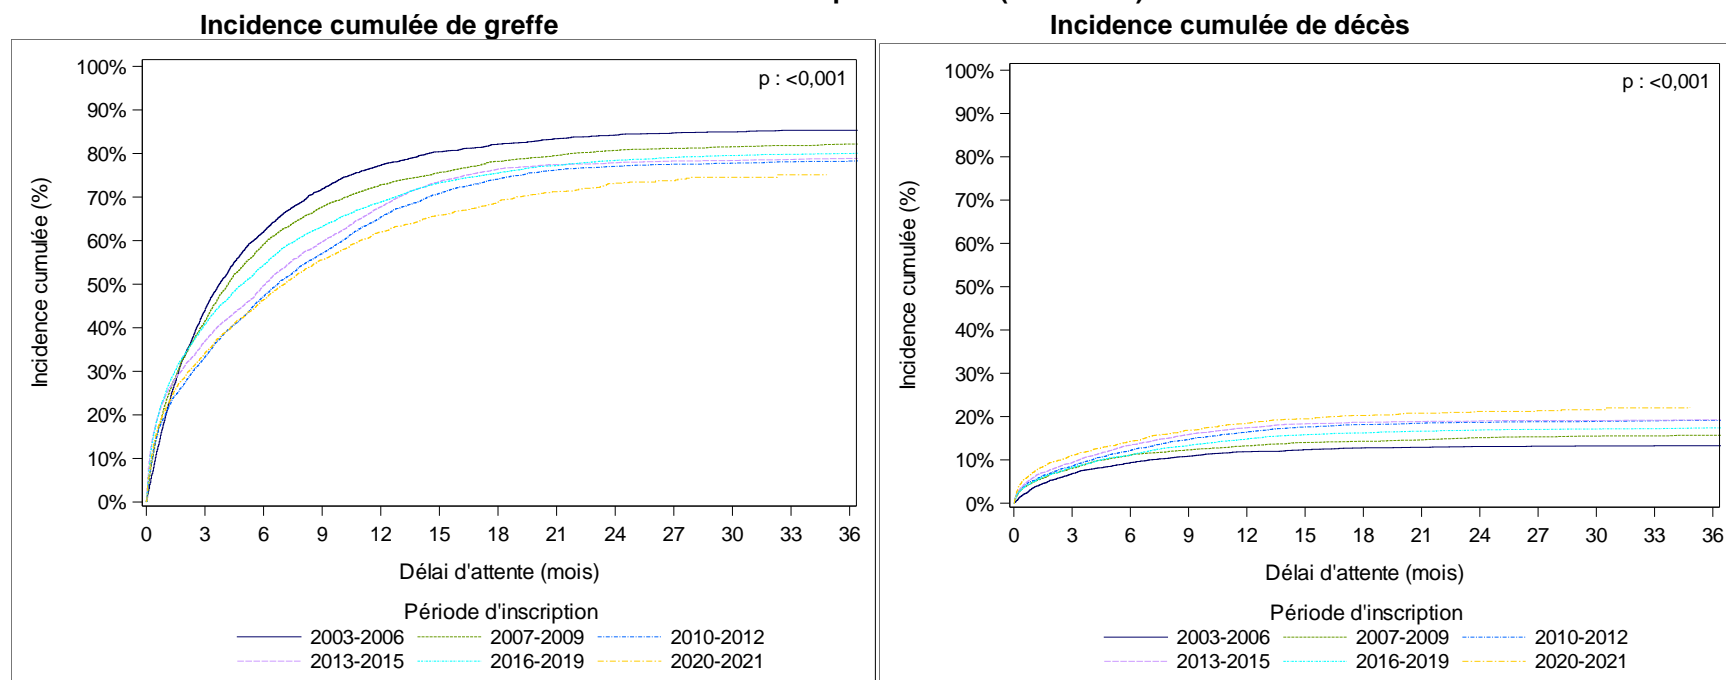 Incidence cumulée de greffe
Incidence cumulée de décès
p : <0,001
100%
90%
80%
70%
60%
50%
40%
30%
20%
10%
0%
Incidence cumulée (%)
0 3 6 9 12 15 18 21 24 27 30 33 36
Délai d'attente (mois)
Période d'inscription
2003-2006 2007-2009 2010-2012
2013-2015 2016-2019 2020-2021
p : <0,001
100%
90%
80%
70%
60%
50%
40%
30%
20%
10%
0%
Incidence cumulée (%)
0 3 6 9 12 15 18 21 24 27 30 33 36
Délai d'attente (mois)
Période d'inscription
2003-2006 2007-2009 2010-2012
2013-2015 2016-2019 2020-2021